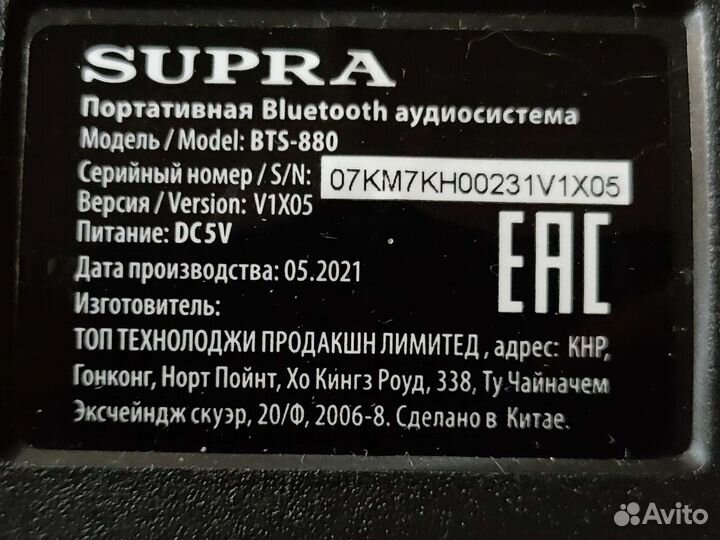 SUPRA
Портативная Bluetooth аудиосистема
Модель / Model: BTS-880
Серийный номер / S/N: 07KM7KH00231V1X05
Версия / Version: V1X05
Питание: DC5V
Дата производства: 05.2021
EAC
Изготовитель:
ТОП ТЕХНОЛОДЖИ ПРОДАКШН ЛИМИТЕД , адрес: КНР,
Гонконг, Норт Пойнт, Хо Кингз Роуд, 338, Ту Чайначем
Эксчейндж скуэр, 20/Ф, 2006-8. Сделано в Китае.
Avito